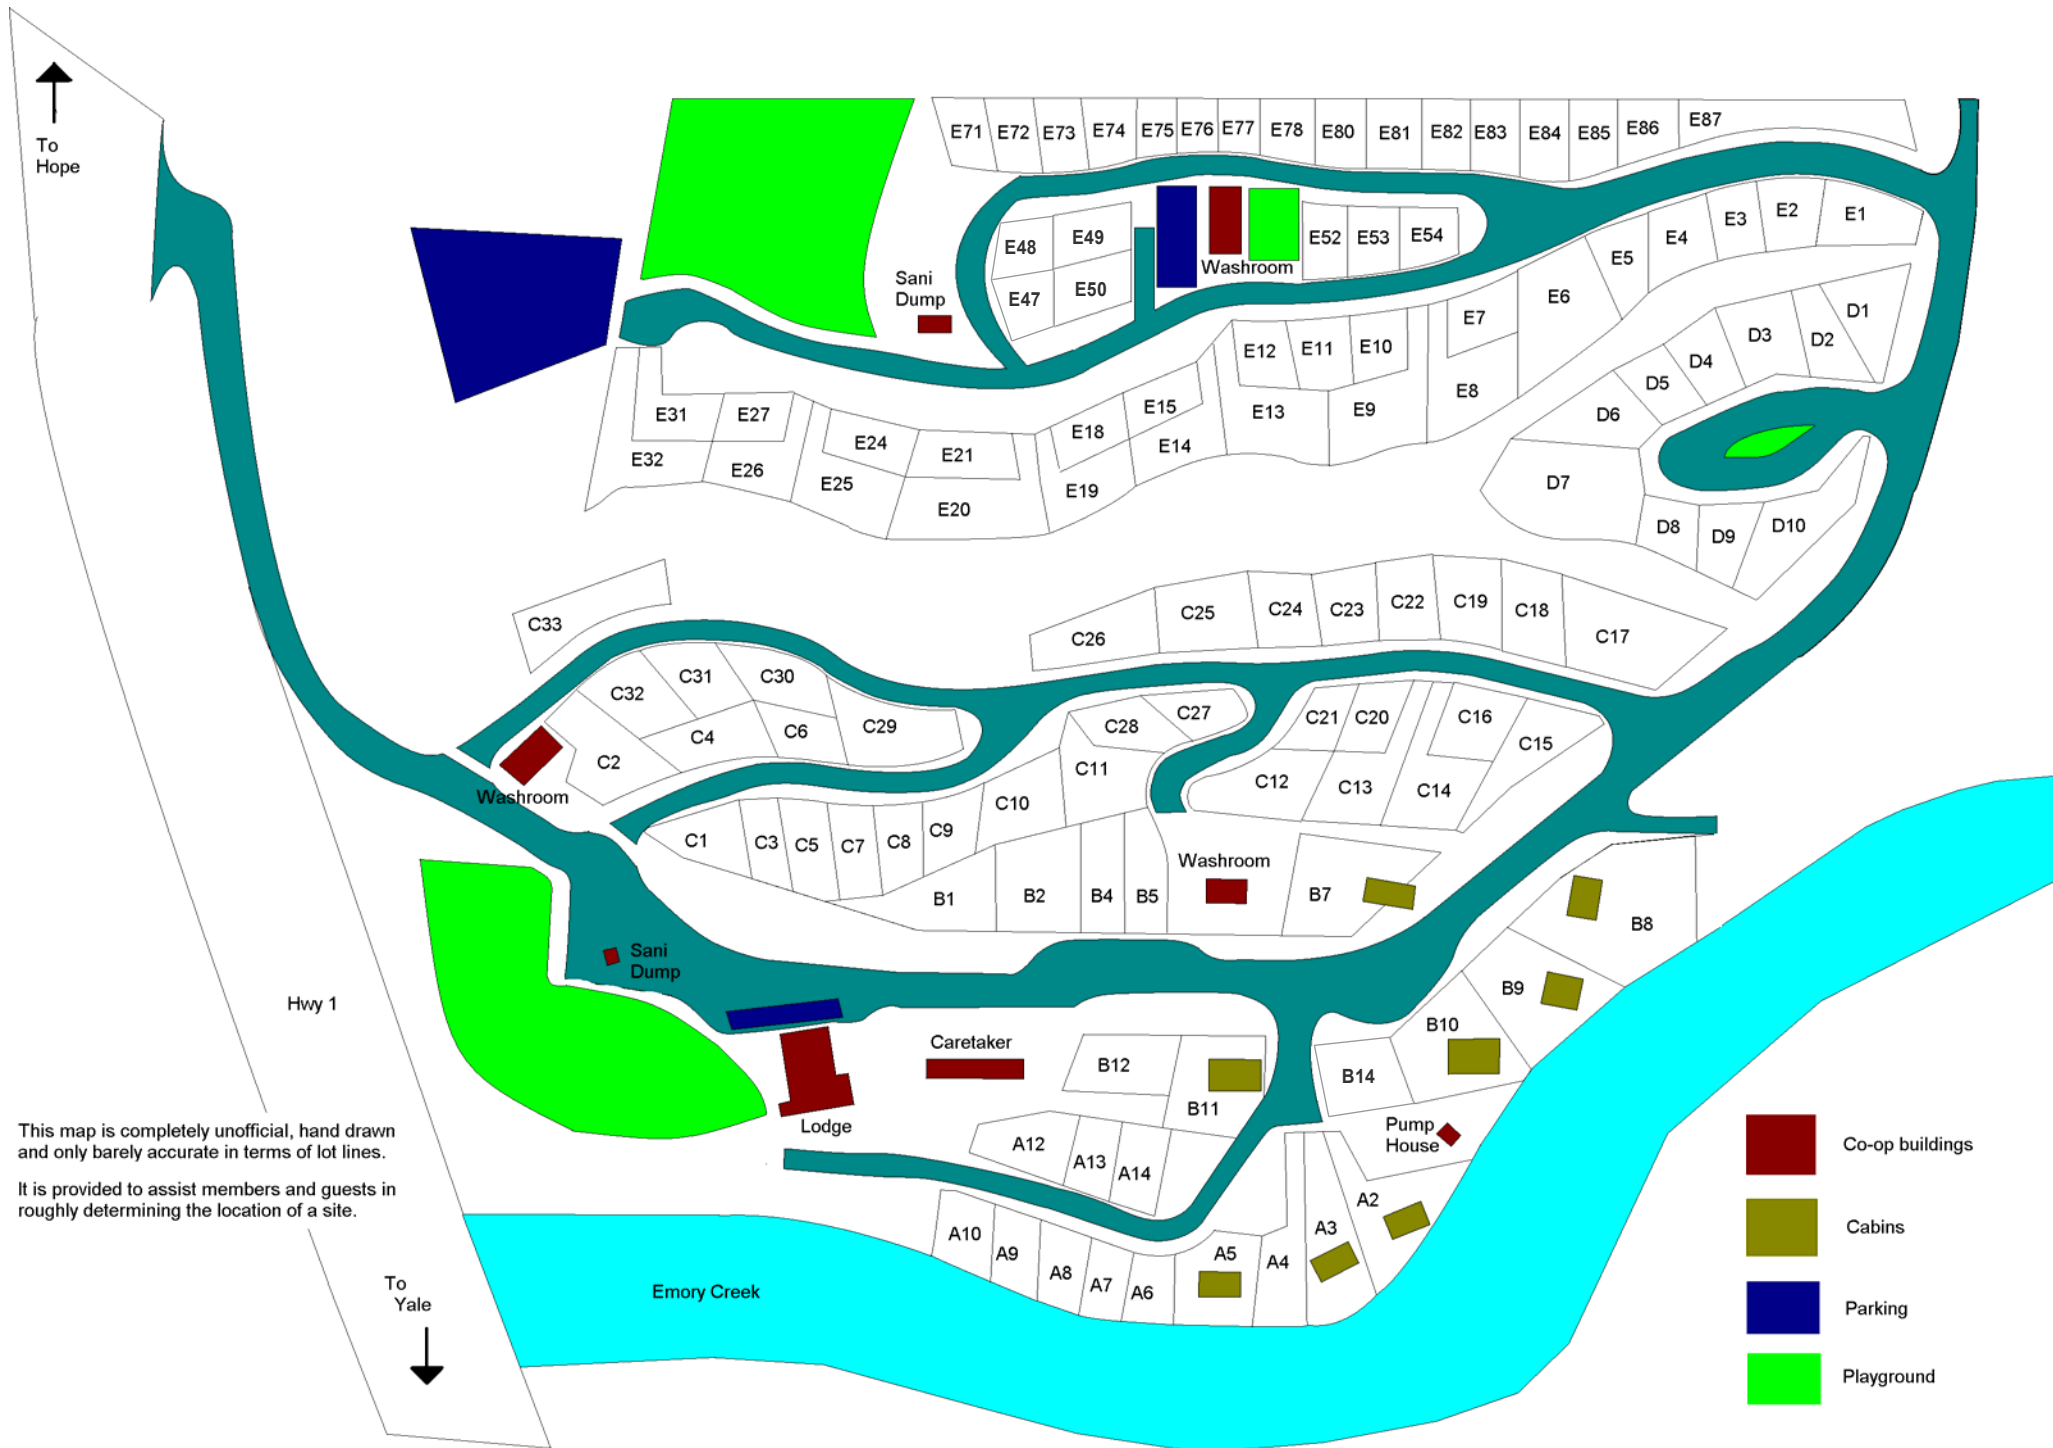 To
Hope
E71 E72 E73 E74 E75 E76 E77 E78 E80 E81 E82 E83 E84 E85 E86 E87
E48 E49
E47 E50
Washroom
E52 E53 E54
E5 E4 E3 E2 E1
Sani
Dump
E12 E11 E10 E7 E6
E13 E9 E8
D6 D5 D4 D3 D2 D1
D7
D8 D9 D10
E31 E27
E32 E26
E24 E21
E25 E20
E18 E15
E19 E14
C33
C26 C25 C24 C23 C22 C19 C18 C17
C32 C31 C30
C2 C4 C6 C29
Washroom
C28 C27
C11
C21 C20 C16
C12 C13 C14 C15
C1 C3 C5 C7 C8 C9 C10
B1 B2 B4 B5
Washroom
B7
B8
B9
B10
B14
Sani
Dump
Hwy 1
Caretaker
Lodge
B12
B11
A12 A13 A14
Pump
House
A10 A9 A8 A7 A6 A5 A4 A3 A2
This map is completely unofficial, hand drawn
and only barely accurate in terms of lot lines.
It is provided to assist members and guests in
roughly determining the location of a site.
To
Yale
Emory Creek
Co-op buildings
Cabins
Parking
Playground